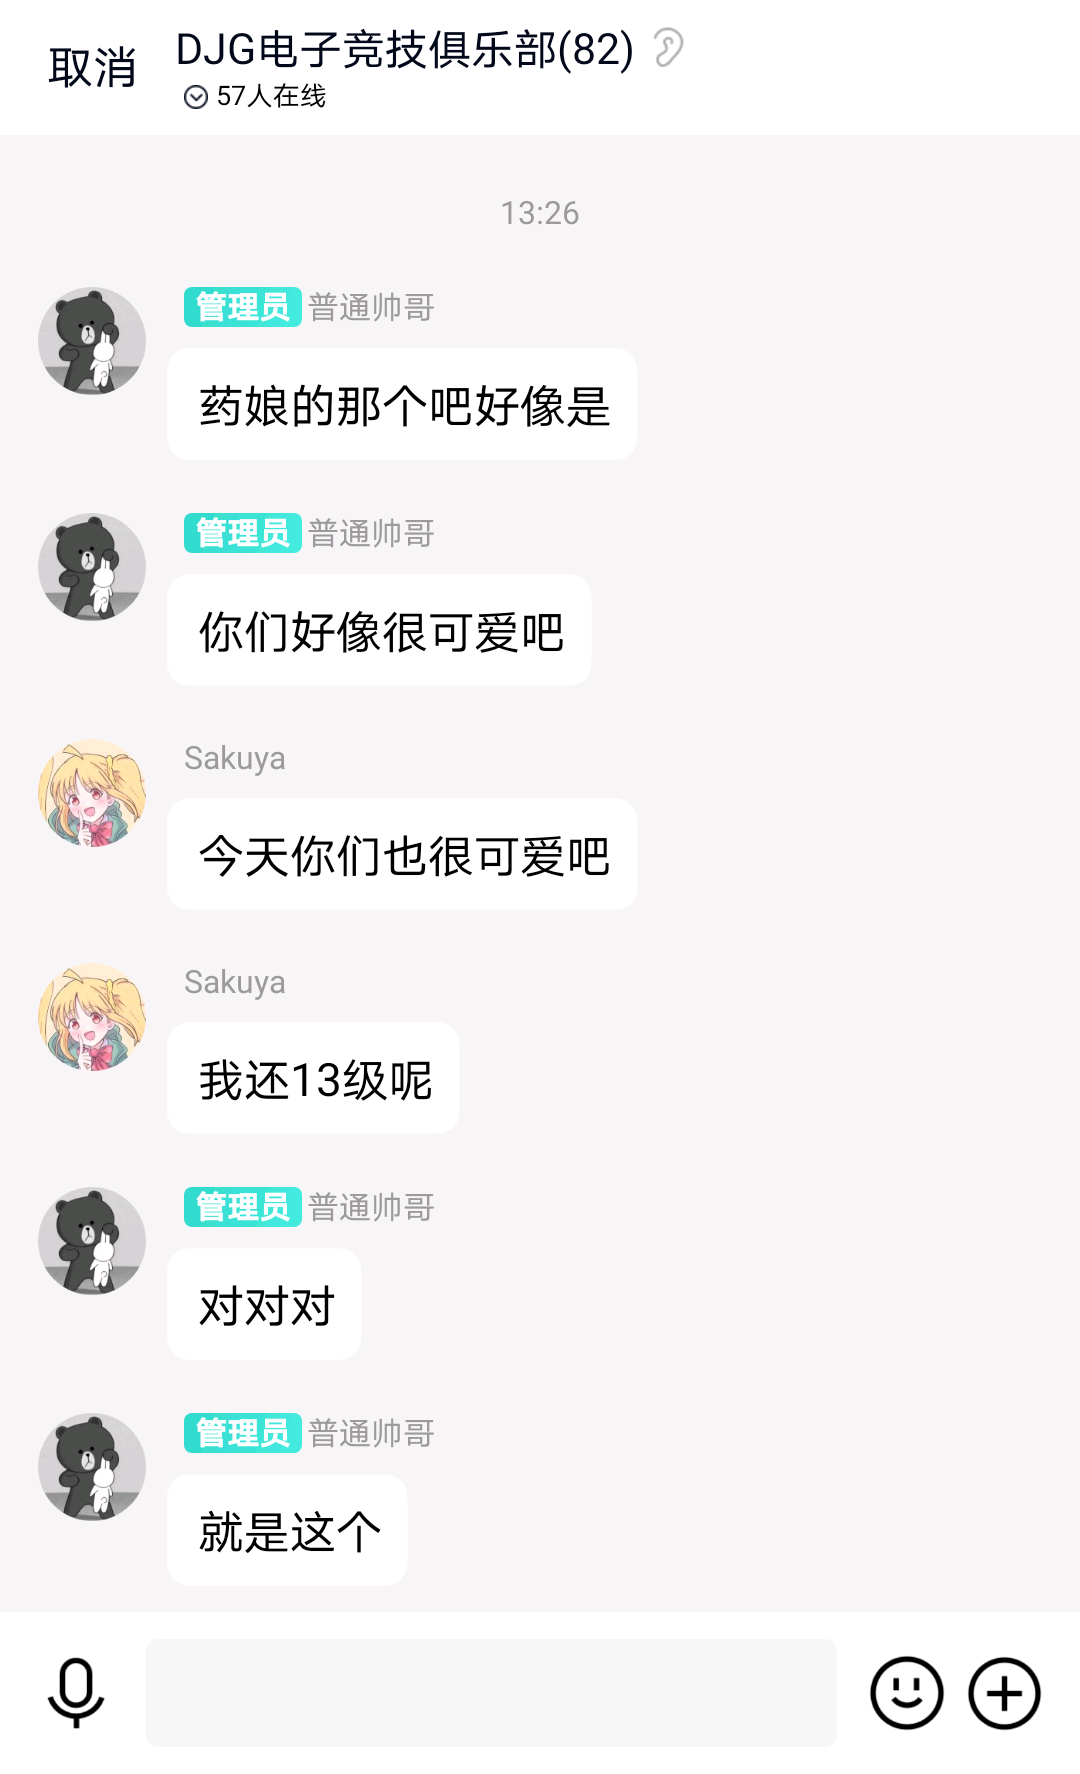 取消
DJG电子竞技俱乐部(82)
57人在线
13:26
管理员 普通帅哥
药娘的那个吧好像是
管理员 普通帅哥
你们好像很可爱吧
Sakuya
今天你们也很可爱吧
Sakuya
我还13级呢
管理员 普通帅哥
对对对
管理员 普通帅哥
就是这个